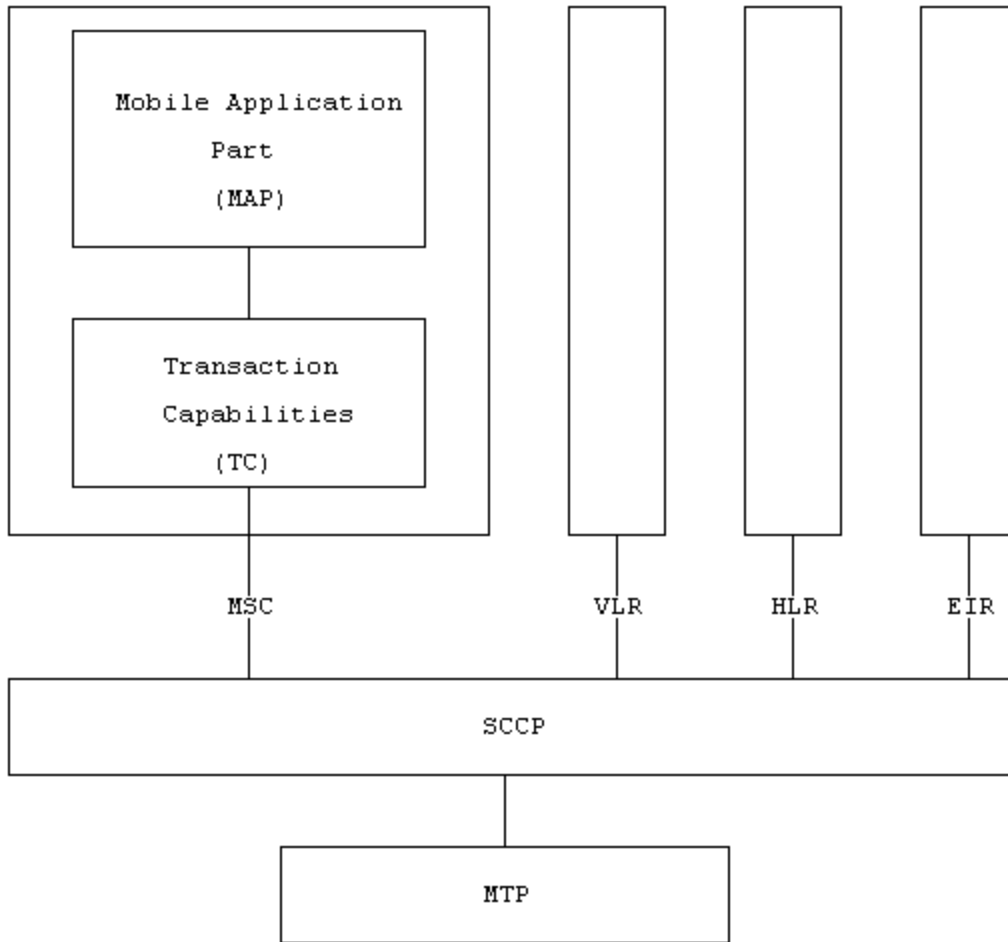 Mobile Application
Part
(MAP)
Transaction
Capabilities
(TC)
MSC
VLR
HLR
EIR
SCCP
MTP